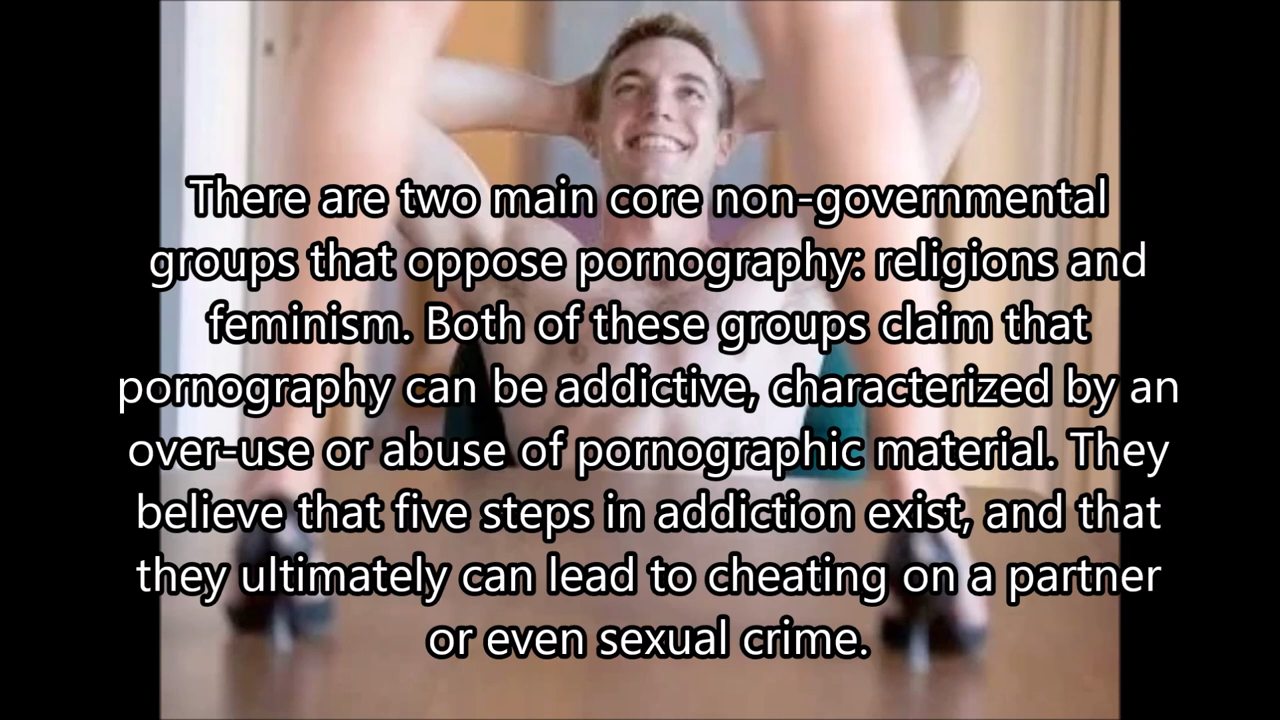 There are two main core non-governmental
groups that oppose pornography: religions and
feminism. Both of these groups claim that
pornography can be addictive, characterized by an
over-use or abuse of pornographic material. They
believe that five steps in addiction exist, and that
they ultimately can lead to cheating on a partner
or even sexual crime.